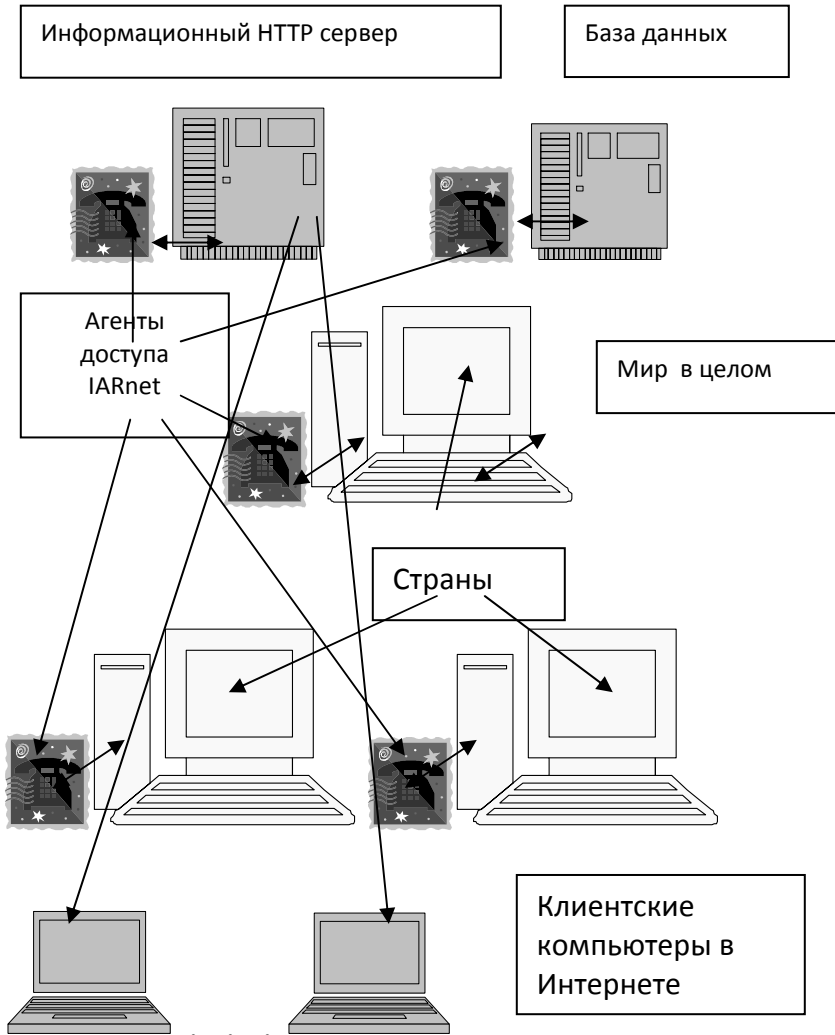 Информационный HTTP сервер
База данных
Агенты
доступа
IARnet
Мир в целом
Страны
Клиентские
компьютеры в
Интернете